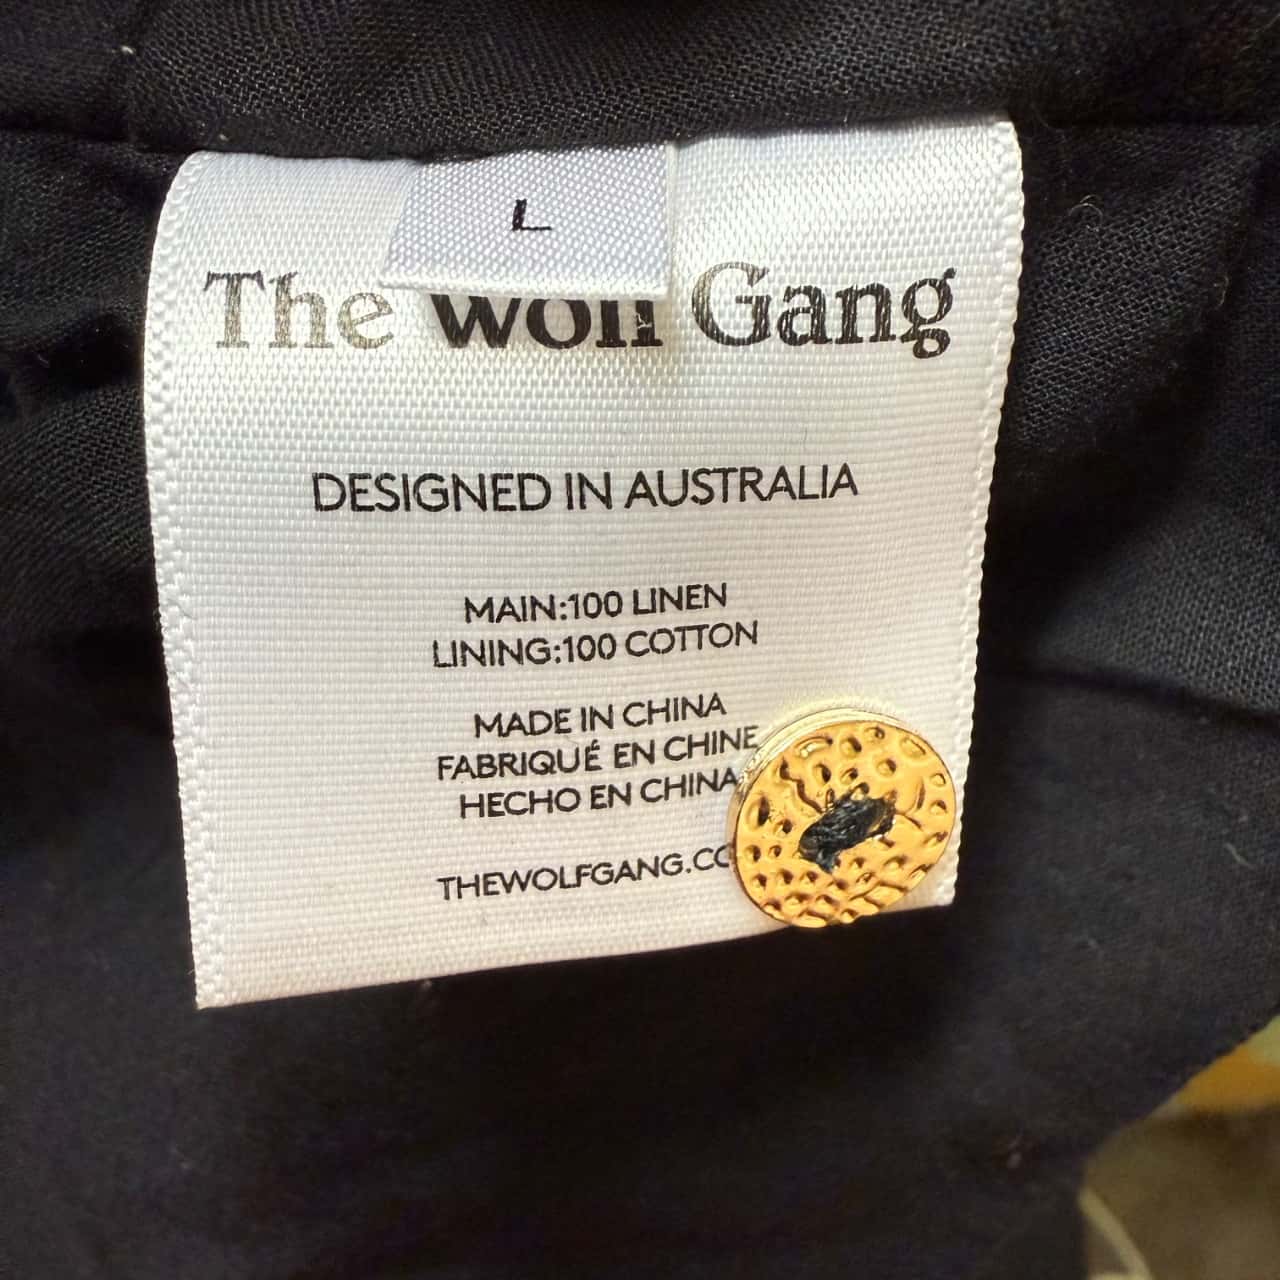 L
The Wolf Gang
DESIGNED IN AUSTRALIA
MAIN:100 LINEN
LINING:100 COTTON
MADE IN CHINA
FABRIQUÉ EN CHINE
HECHO EN CHINA
THEWOLFGANG.CO